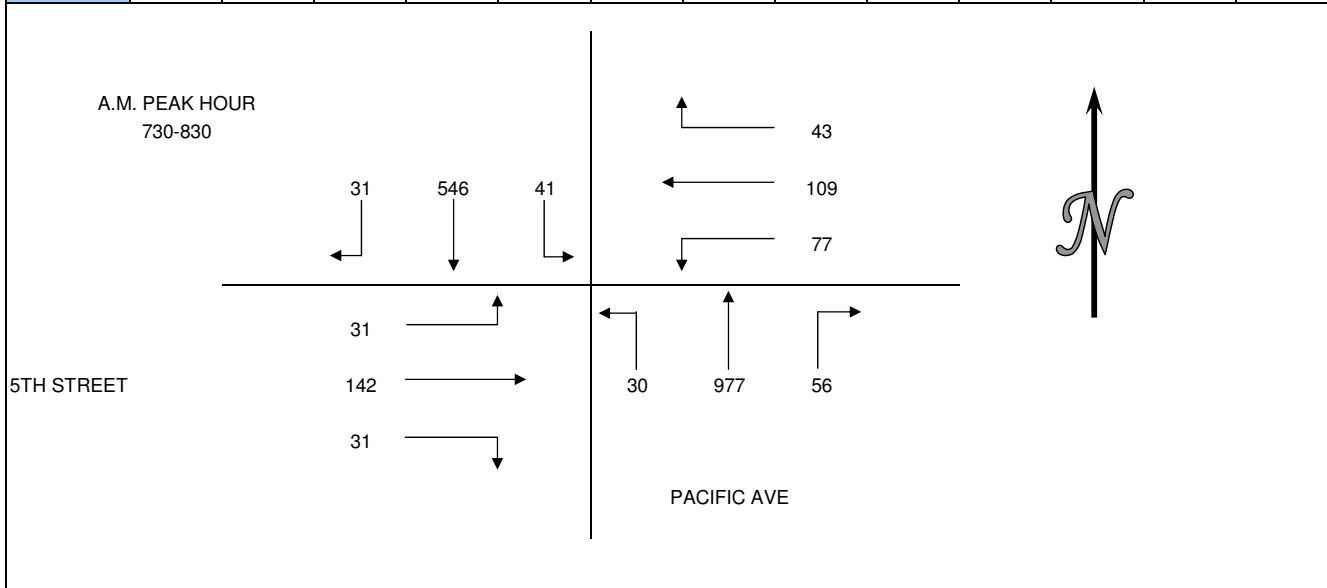 A.M. PEAK HOUR
730-830
43
31 546 41 109
77
31
5TH STREET 142 30 977 56
31
PACIFIC AVE
N